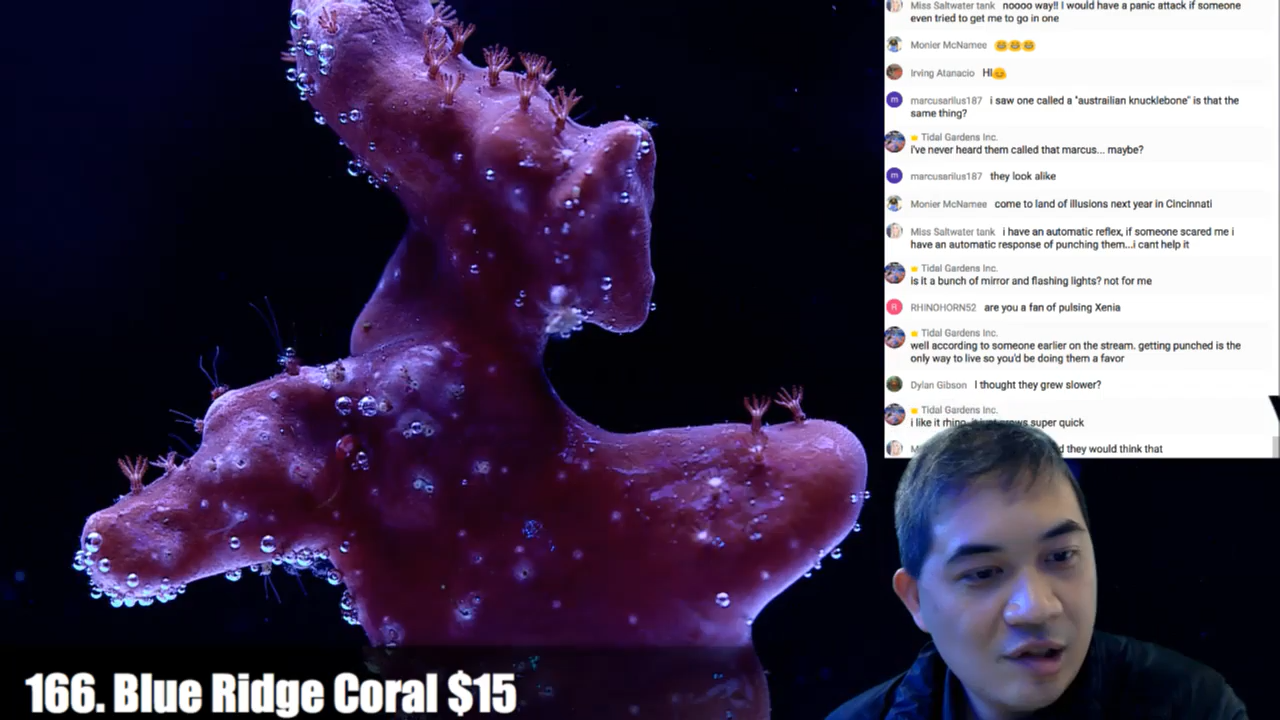 Miss Saltwater tank noooo way!! I would have a panic attack if someone
even tried to get me to go in one
Monier McNamee 😂😂😂
Irving Atanacio HI😊
m marcusarilus187 i saw one called a "austrailian knucklebone" is that the
same thing?
Tidal Gardens Inc.
i've never heard them called that marcus... maybe?
m marcusarilus187 they look alike
Monier McNamee come to land of illusions next year in Cincinnati
Miss Saltwater tank i have an automatic reflex, if someone scared me i
have an automatic response of punching them...i cant help it
Tidal Gardens Inc.
is it a bunch of mirror and flashing lights? not for me
R RHINOHORN52 are you a fan of pulsing Xenia
Tidal Gardens Inc.
well according to someone earlier on the stream. getting punched is the
only way to live so you'd be doing them a favor
Dylan Gibson I thought they grew slower?
Tidal Gardens Inc.
i like it rhino, it just grows super quick
they would think that
166. Blue Ridge Coral $15